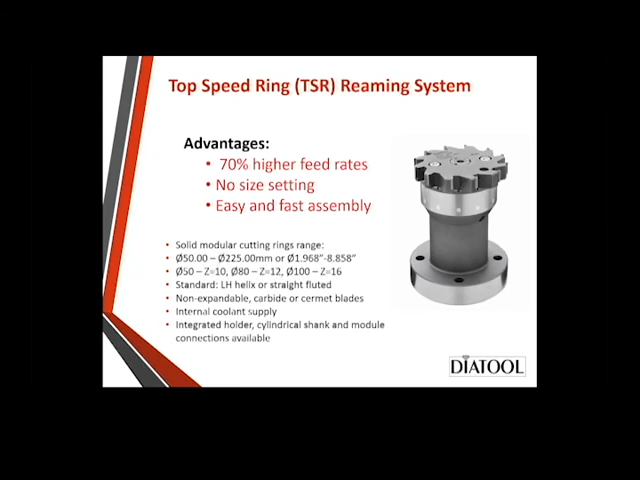 Top Speed Ring (TSR) Reaming System
Advantages:
• 70% higher feed rates
• No size setting
• Easy and fast assembly
• Solid modular cutting rings range:
• Ø50.00 – Ø225.00mm or Ø1.968”-8.858”
• Ø50 – Z=10, Ø80 – Z=12, Ø100 – Z=16
• Standard: LH helix or straight fluted
• Non-expandable, carbide or cermet blades
• Internal coolant supply
• Integrated holder, cylindrical shank and module
connections available
DIATOOL